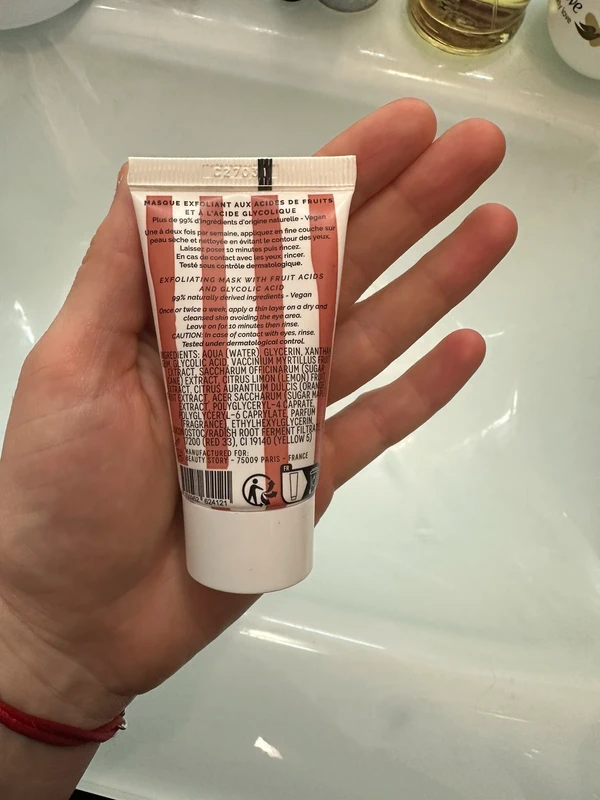 C2703
MASQUE EXFOLIANT AUX ACIDES DE FRUITS
ET À L'ACIDE GLYCOLIQUE
Plus de 99% d'ingrédients d'origine naturelle - Vegan
Une à deux fois par semaine, appliquez en fine couche sur
peau sèche et nettoyée en évitant le contour des yeux.
Laissez poser 10 minutes puis rincez.
En cas de contact avec les yeux, rincer.
Testé sous contrôle dermatologique.
EXFOLIATING MASK WITH FRUIT ACIDS
AND GLYCOLIC ACID
99% naturally derived ingredients - Vegan
Once or twice a week, apply a thin layer on a dry and
cleansed skin avoiding the eye area.
Leave on for 10 minutes then rinse.
CAUTION: In case of contact with eyes, rinse.
Tested under dermatological control.
INGREDIENTS: AQUA (WATER), GLYCERIN, XANTHAN
GLYCOLIC ACID, VACCINIUM MYRTILLUS FRUIT
EXTRACT, SACCHARUM OFFICINARUM (SUGAR
CANE) EXTRACT, CITRUS LIMON (LEMON) FRUIT
EXTRACT, CITRUS AURANTIUM DULCIS (ORANGE)
EXTRACT, ACER SACCHARUM (SUGAR MAPLE)
EXTRACT, POLYGLYCERYL-4 CAPRATE,
POLYGLYCERYL-6 CAPRYLATE, PARFUM
(FRAGRANCE), ETHYLHEXYLGLYCERIN,
LEUCONOSTOC/RADISH ROOT FERMENT FILTRATE,
CI 17200 (RED 33), CI 19140 (YELLOW 5)
MANUFACTURED FOR:
BEAUTY STORY - 75009 PARIS - FRANCE
FR
624121